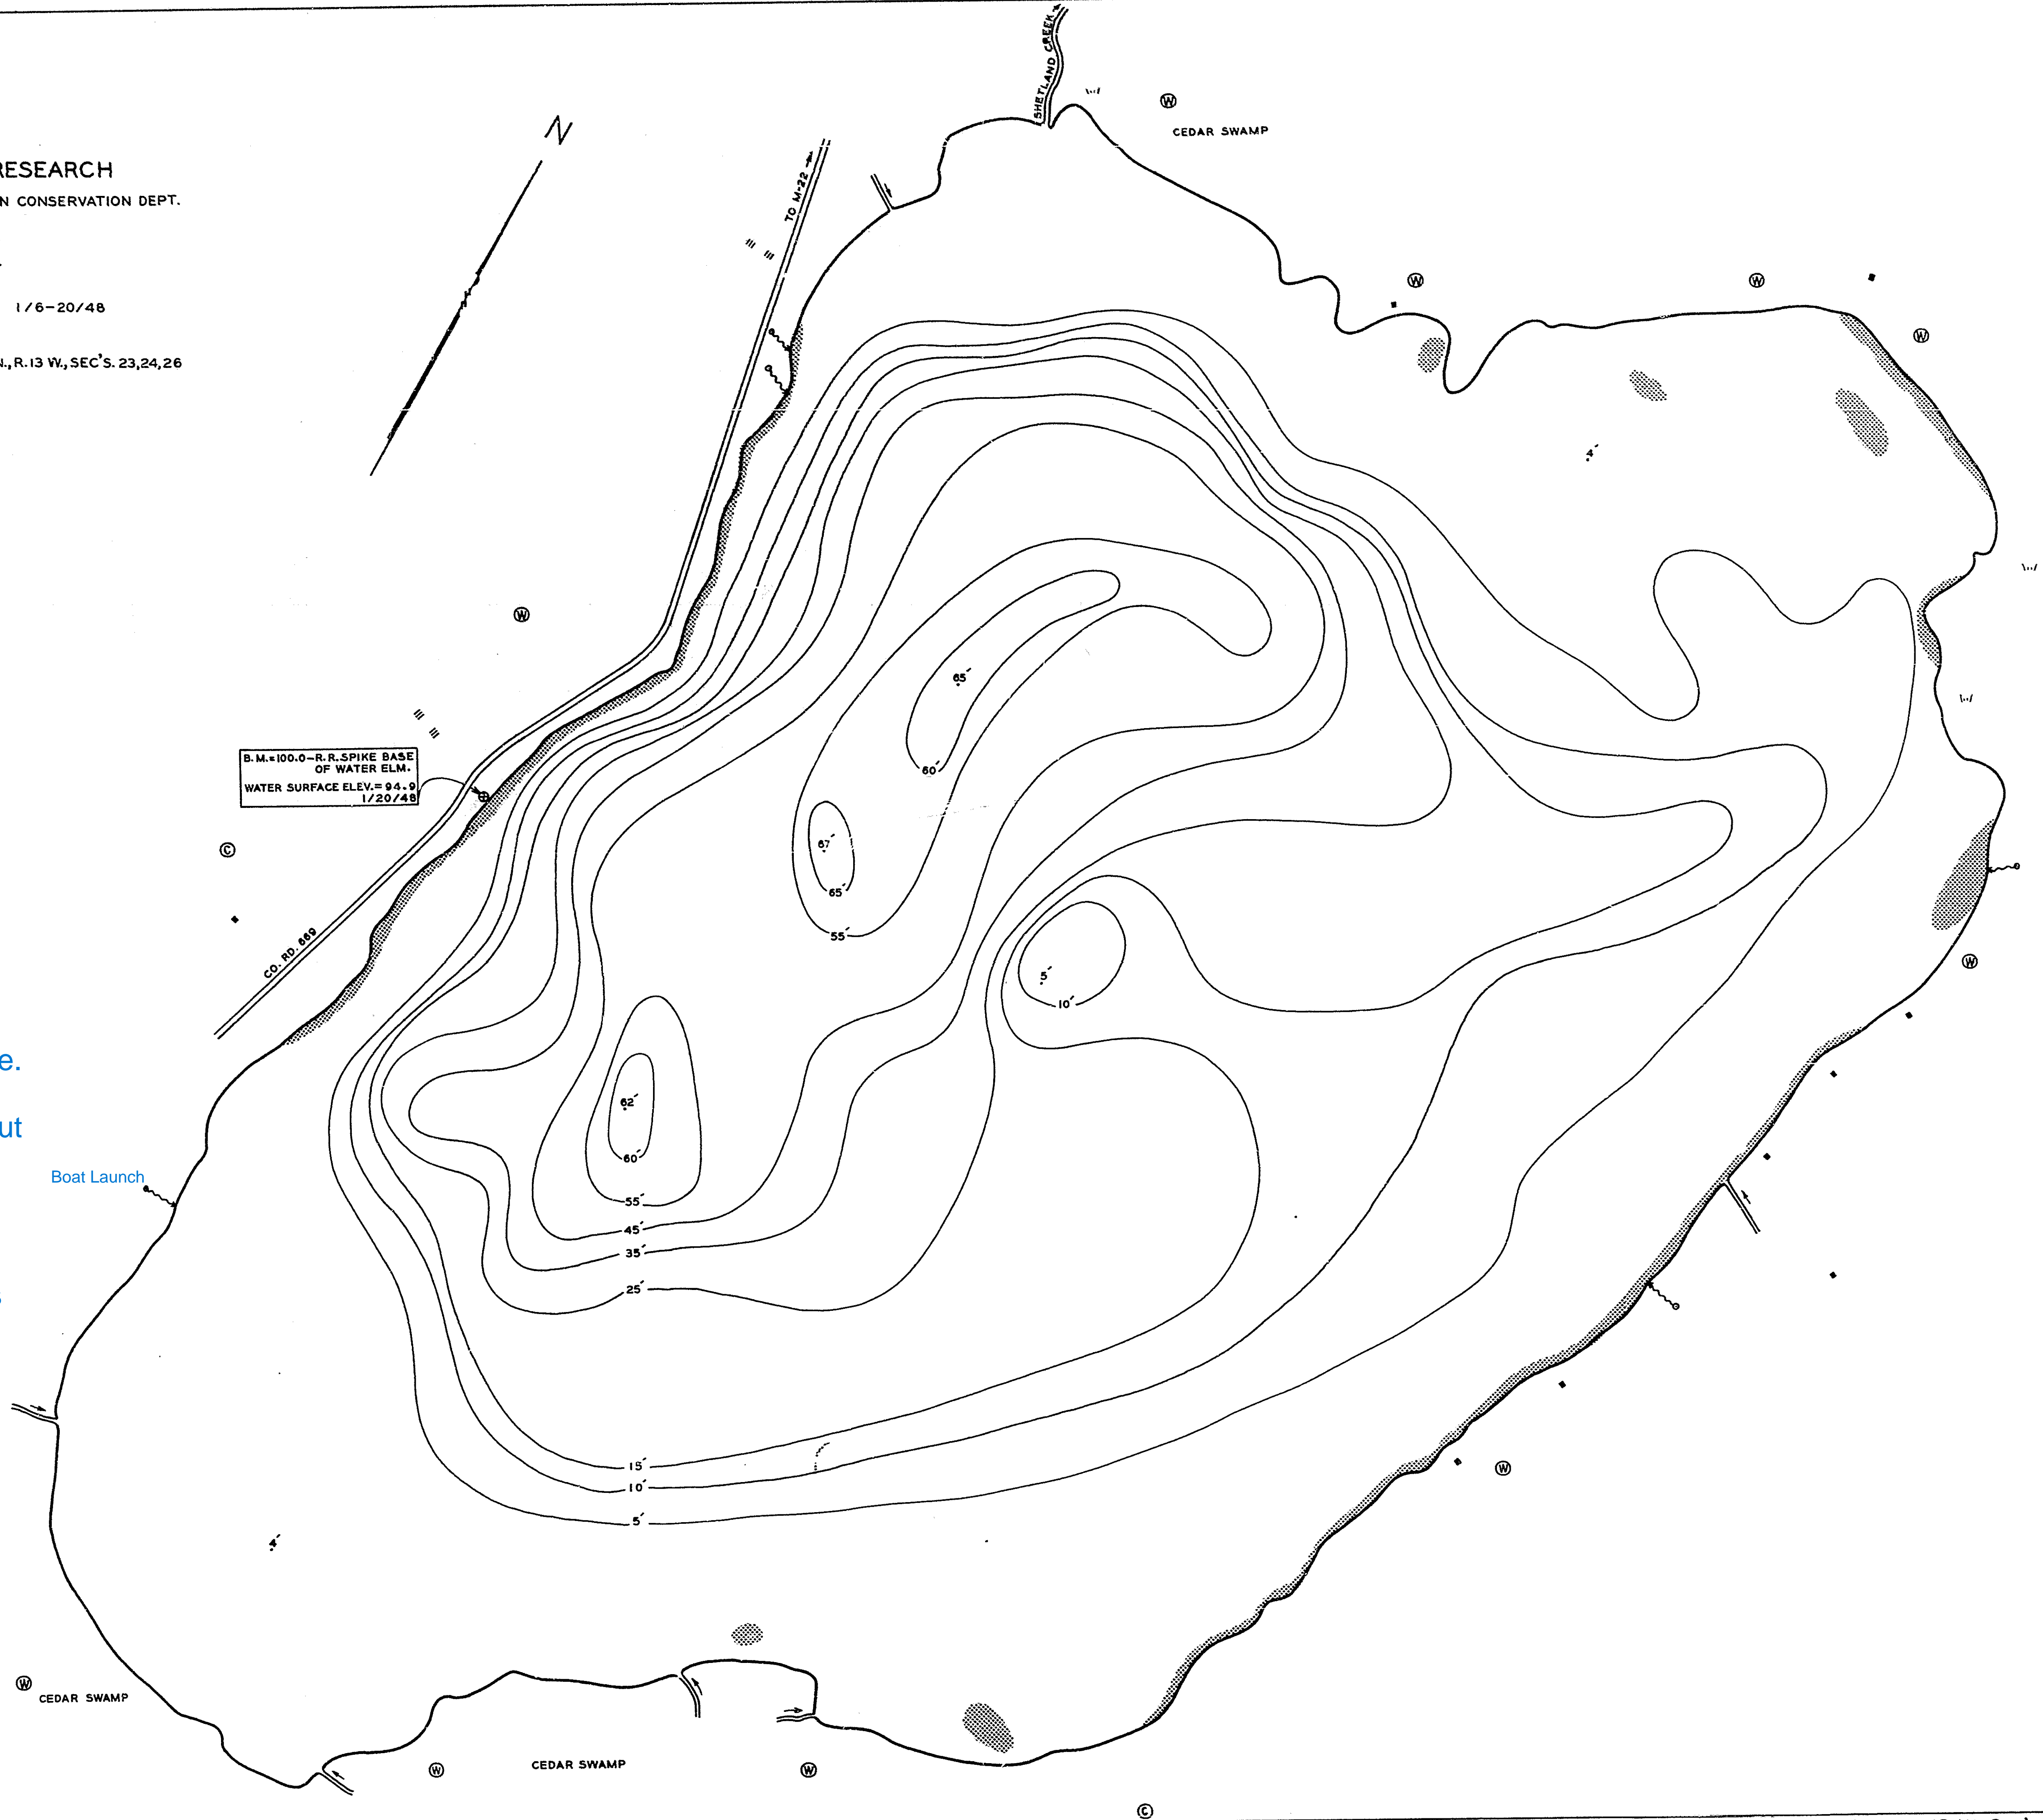 SHETLAND CREEK
W
CEDAR SWAMP
N
RESEARCH
N CONSERVATION DEPT.
TO M-22
W
W
1/6-20/48
W
N., R.13 W., SEC'S. 23,24,26
4'
W
65'
B.M.=100.0-R.R. SPIKE BASE
OF WATER ELM.
WATER SURFACE ELEV.=94.9
1/20/48
60'
C
67'
65'
55'
CO. RD. 669
5'
W
10'
e.
62'
ut
60'
Boat Launch
55'
45'
35'
25'
s
15'
W
10'
5'
4'
W
CEDAR SWAMP
W
CEDAR SWAMP
W
C